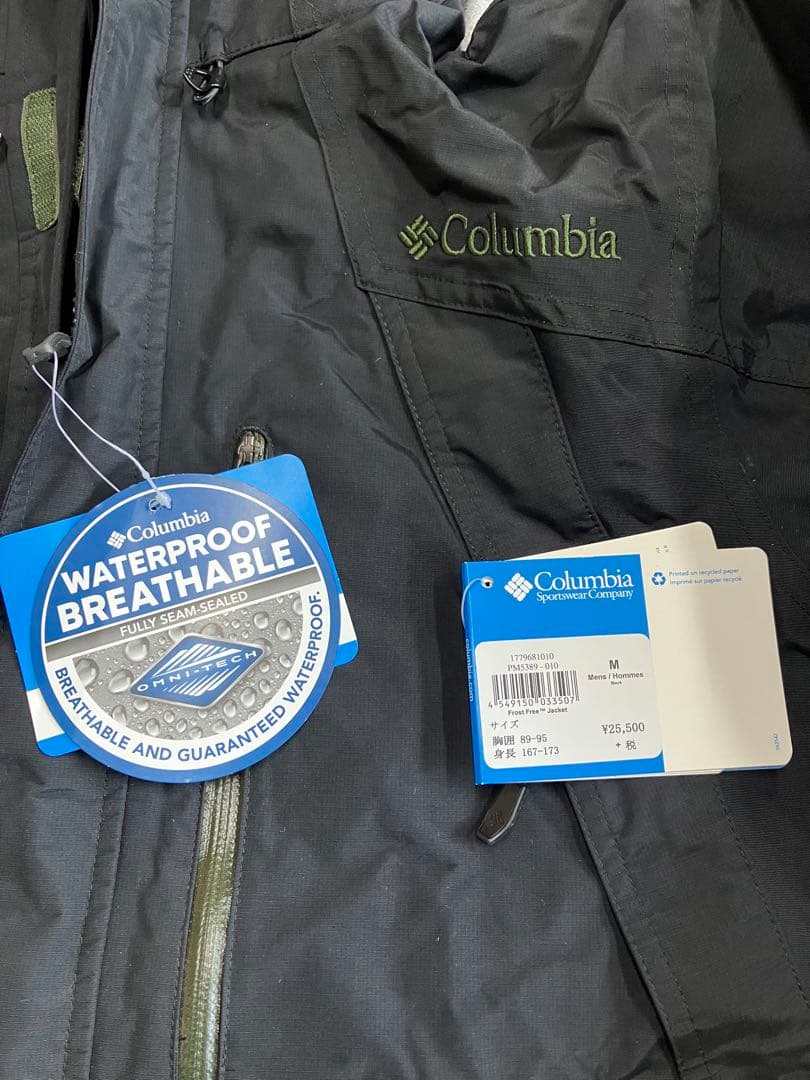 Columbia
Columbia
WATERPROOF
BREATHABLE
FULLY SEAM-SEALED
OMNI-TECH
BREATHABLE AND GUARANTEED WATERPROOF.
Columbia
Sportswear Company
Printed on recycled paper
Imprimé sur papier recyclé
columbia.com
1779681010
PM5389-010
M
Mens / Hommes
Black
4 549150 033507
Frost Free™ Jacket
サイズ
胸囲 89-95
身長 167-173
¥25,500
+ 税